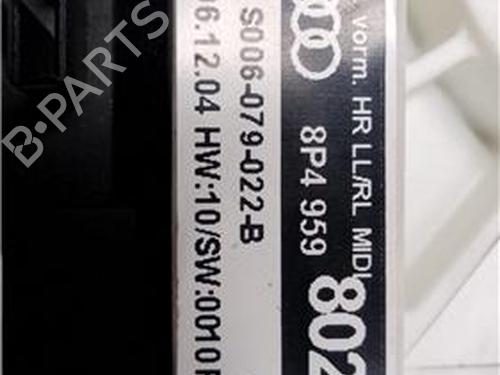 vorm. HR LL/RL MIDI
8P4 959
802
S006-079-022-B
06.12.04 HW:10/SW:0010
B-PARTS